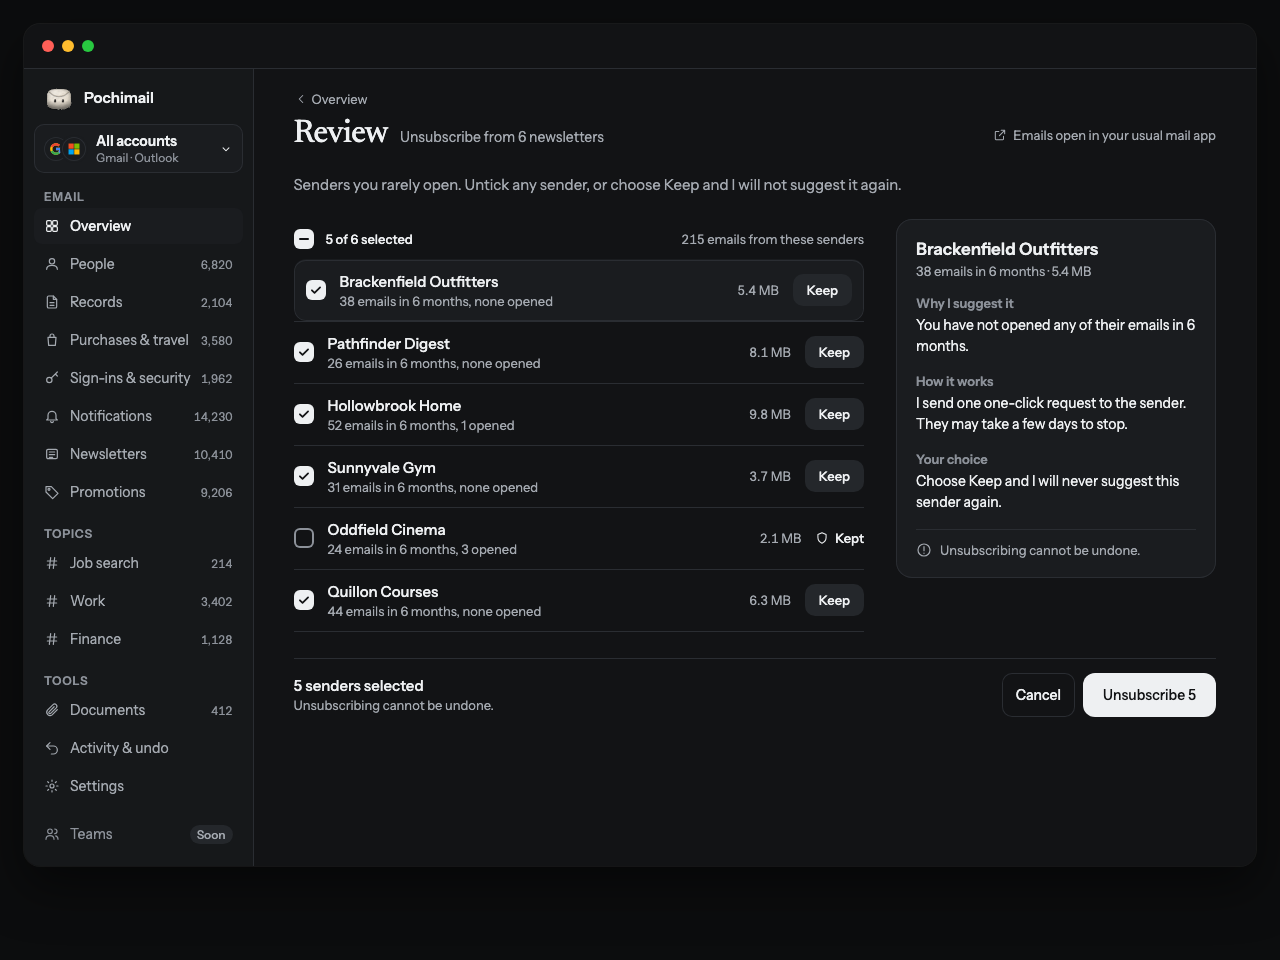 Pochimail
All accounts
Gmail · Outlook
EMAIL
Overview
People 6,820
Records 2,104
Purchases & travel 3,580
Sign-ins & security 1,962
Notifications 14,230
Newsletters 10,410
Promotions 9,206
TOPICS
Job search 214
Work 3,402
Finance 1,128
TOOLS
Documents 412
Activity & undo
Settings
Teams Soon
Overview
Review Unsubscribe from 6 newsletters
Emails open in your usual mail app
Senders you rarely open. Untick any sender, or choose Keep and I will not suggest it again.
5 of 6 selected 215 emails from these senders
Brackenfield Outfitters
38 emails in 6 months, none opened
5.4 MB Keep
Pathfinder Digest
26 emails in 6 months, none opened
8.1 MB Keep
Hollowbrook Home
52 emails in 6 months, 1 opened
9.8 MB Keep
Sunnyvale Gym
31 emails in 6 months, none opened
3.7 MB Keep
Oddfield Cinema
24 emails in 6 months, 3 opened
2.1 MB Kept
Quillon Courses
44 emails in 6 months, none opened
6.3 MB Keep
Brackenfield Outfitters
38 emails in 6 months · 5.4 MB
Why I suggest it
You have not opened any of their emails in 6
months.
How it works
I send one one-click request to the sender.
They may take a few days to stop.
Your choice
Choose Keep and I will never suggest this
sender again.
Unsubscribing cannot be undone.
5 senders selected
Unsubscribing cannot be undone.
Cancel
Unsubscribe 5